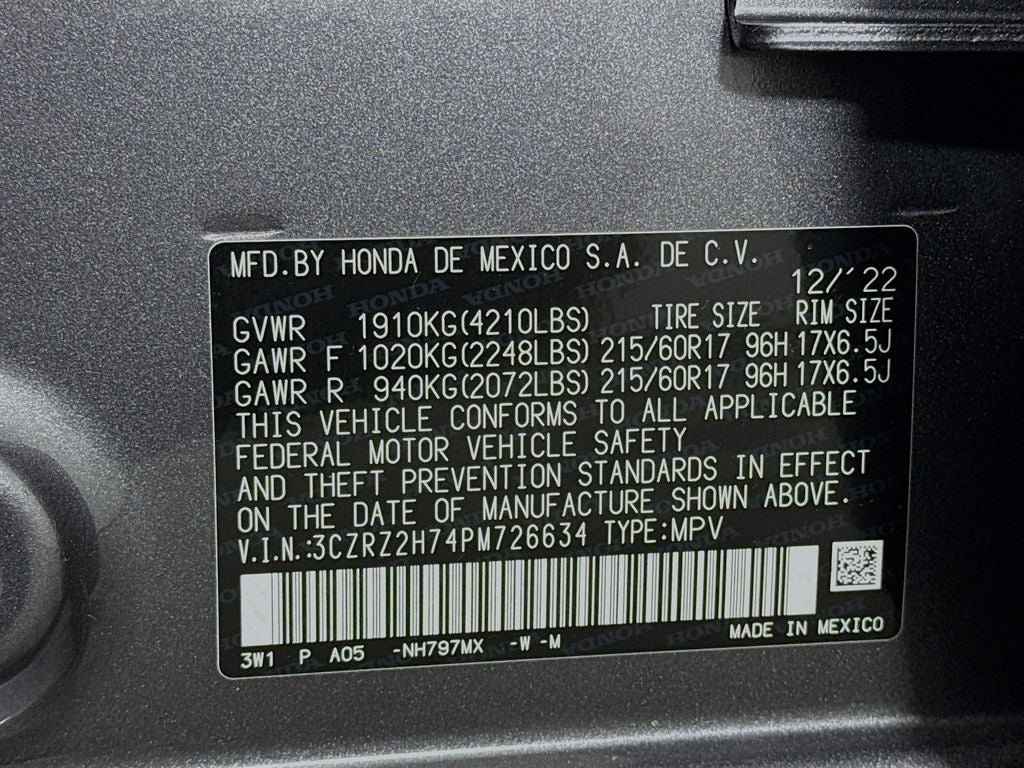 MFD.BY HONDA DE MEXICO S.A. DE C.V.
12/'22
GVWR 1910KG(4210LBS) TIRE SIZE RIM SIZE
GAWR F 1020KG(2248LBS) 215/60R17 96H 17X6.5J
GAWR R 940KG(2072LBS) 215/60R17 96H 17X6.5J
THIS VEHICLE CONFORMS TO ALL APPLICABLE
FEDERAL MOTOR VEHICLE SAFETY
AND THEFT PREVENTION STANDARDS IN EFFECT
ON THE DATE OF MANUFACTURE SHOWN ABOVE.
V.I.N.:3CZRZ2H74PM726634 TYPE:MPV
3W1 P A05 -NH797MX -W -M MADE IN MEXICO